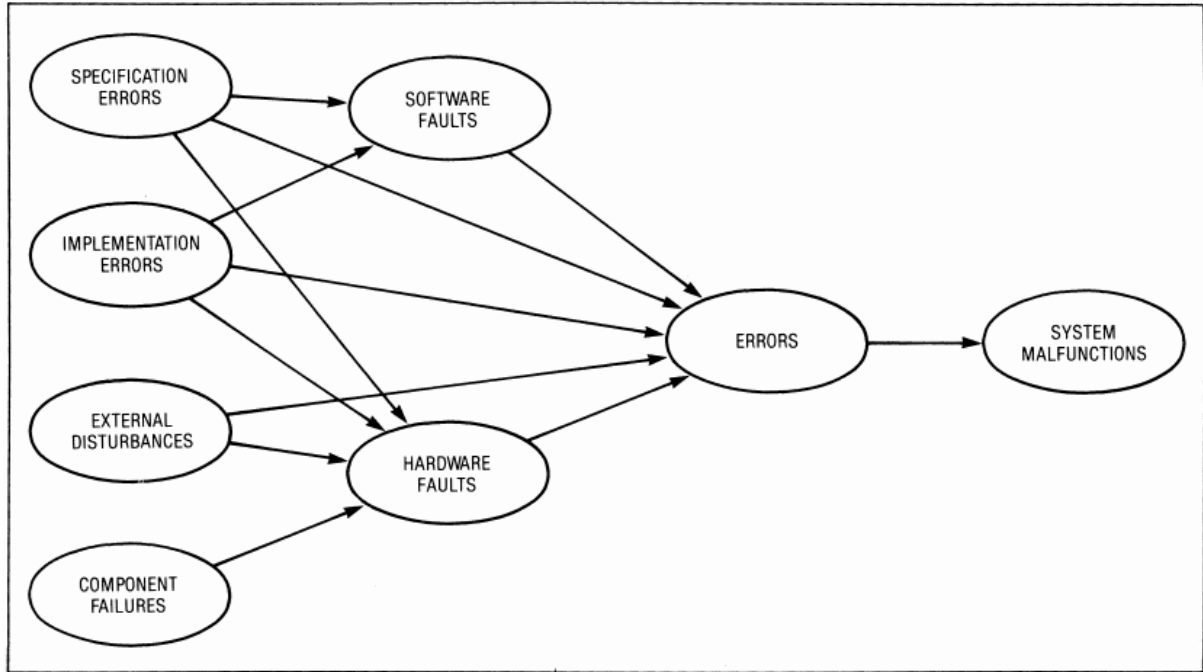 SPECIFICATION
ERRORS
SOFTWARE
FAULTS
IMPLEMENTATION
ERRORS
ERRORS
SYSTEM
MALFUNCTIONS
EXTERNAL
DISTURBANCES
HARDWARE
FAULTS
COMPONENT
FAILURES